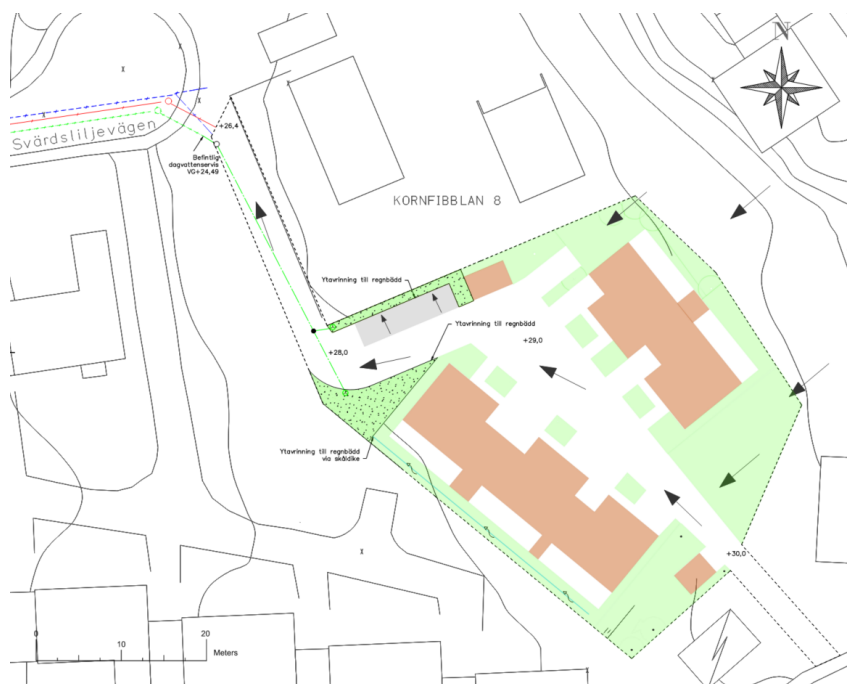 N
Svärdsliljevägen
+26,4
Befintlig
dagvattenservis
VG+24,49
KORNFIBBLAN 8
Ytavrinning till regnbädd
Ytavrinning till regnbädd
+29,0
+28,0
Ytavrinning till regnbädd
via skåldike
+30,0
0
10
20
Meters